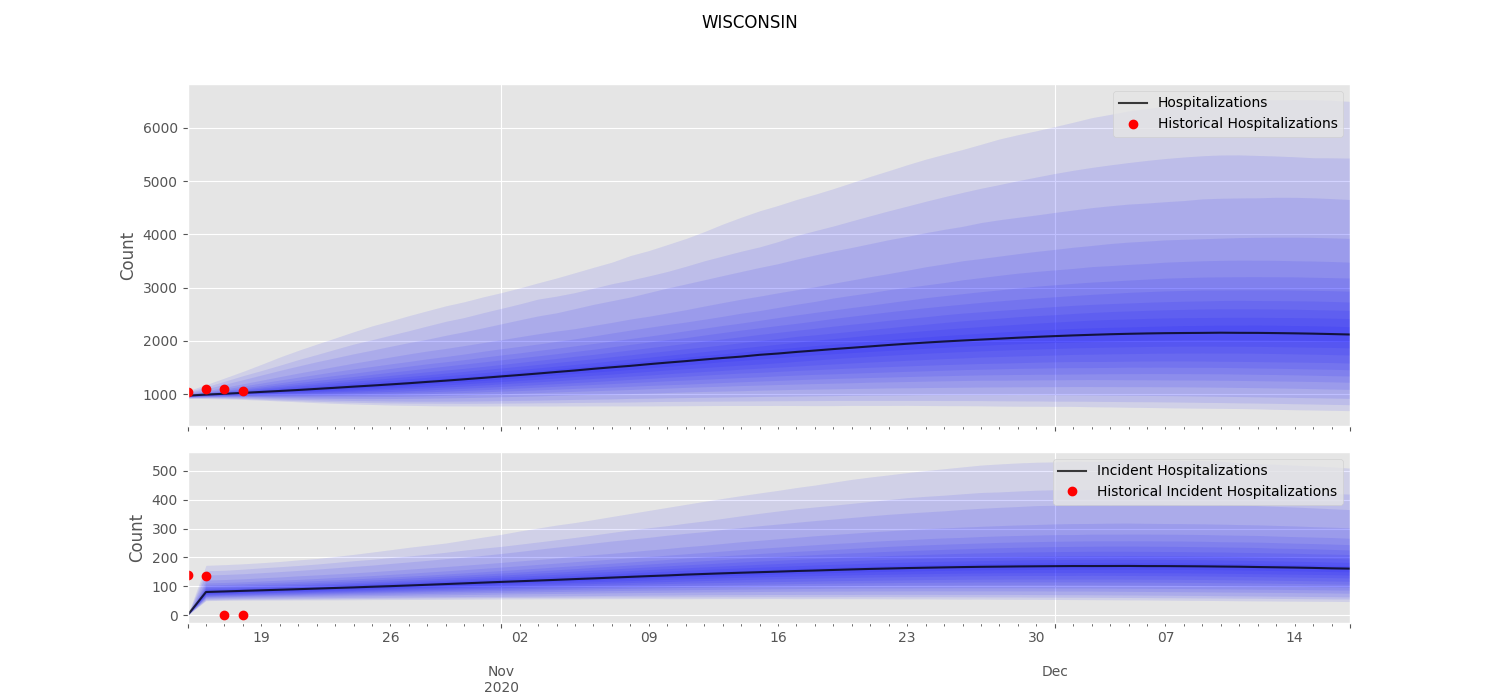 WISCONSIN
Hospitalizations
Historical Hospitalizations
6000
5000
4000
3000
2000
1000
Count
Incident Hospitalizations
Historical Incident Hospitalizations
500
400
300
200
100
0
Count
19 26 02 09 16 23 30 07 14
Nov Dec
2020